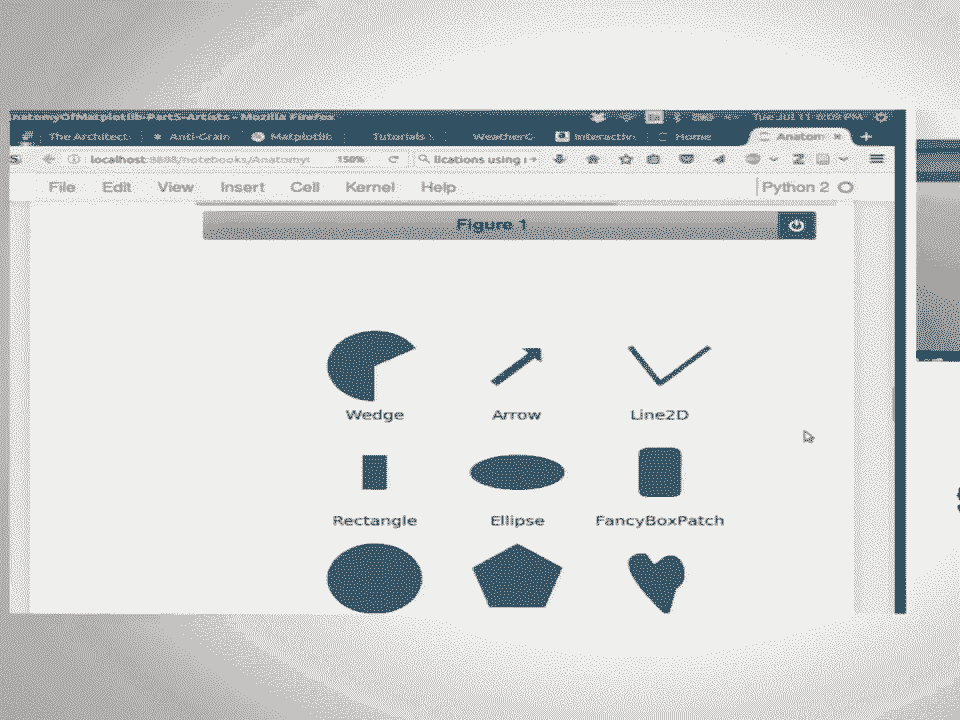 natomyOfMatplotlib-Part5-Artists - Mozilla Firefox Tue Jul 11 6:09 PM
The Architect Anti-Grain Matplotlib Tutorials WeatherG Interactiv Home Anatom
localhost:8888/notebooks/Anatomy 150% lications using
File Edit View Insert Cell Kernel Help Python 2
Figure 1
Wedge Arrow Line2D
Rectangle Ellipse FancyBoxPatch